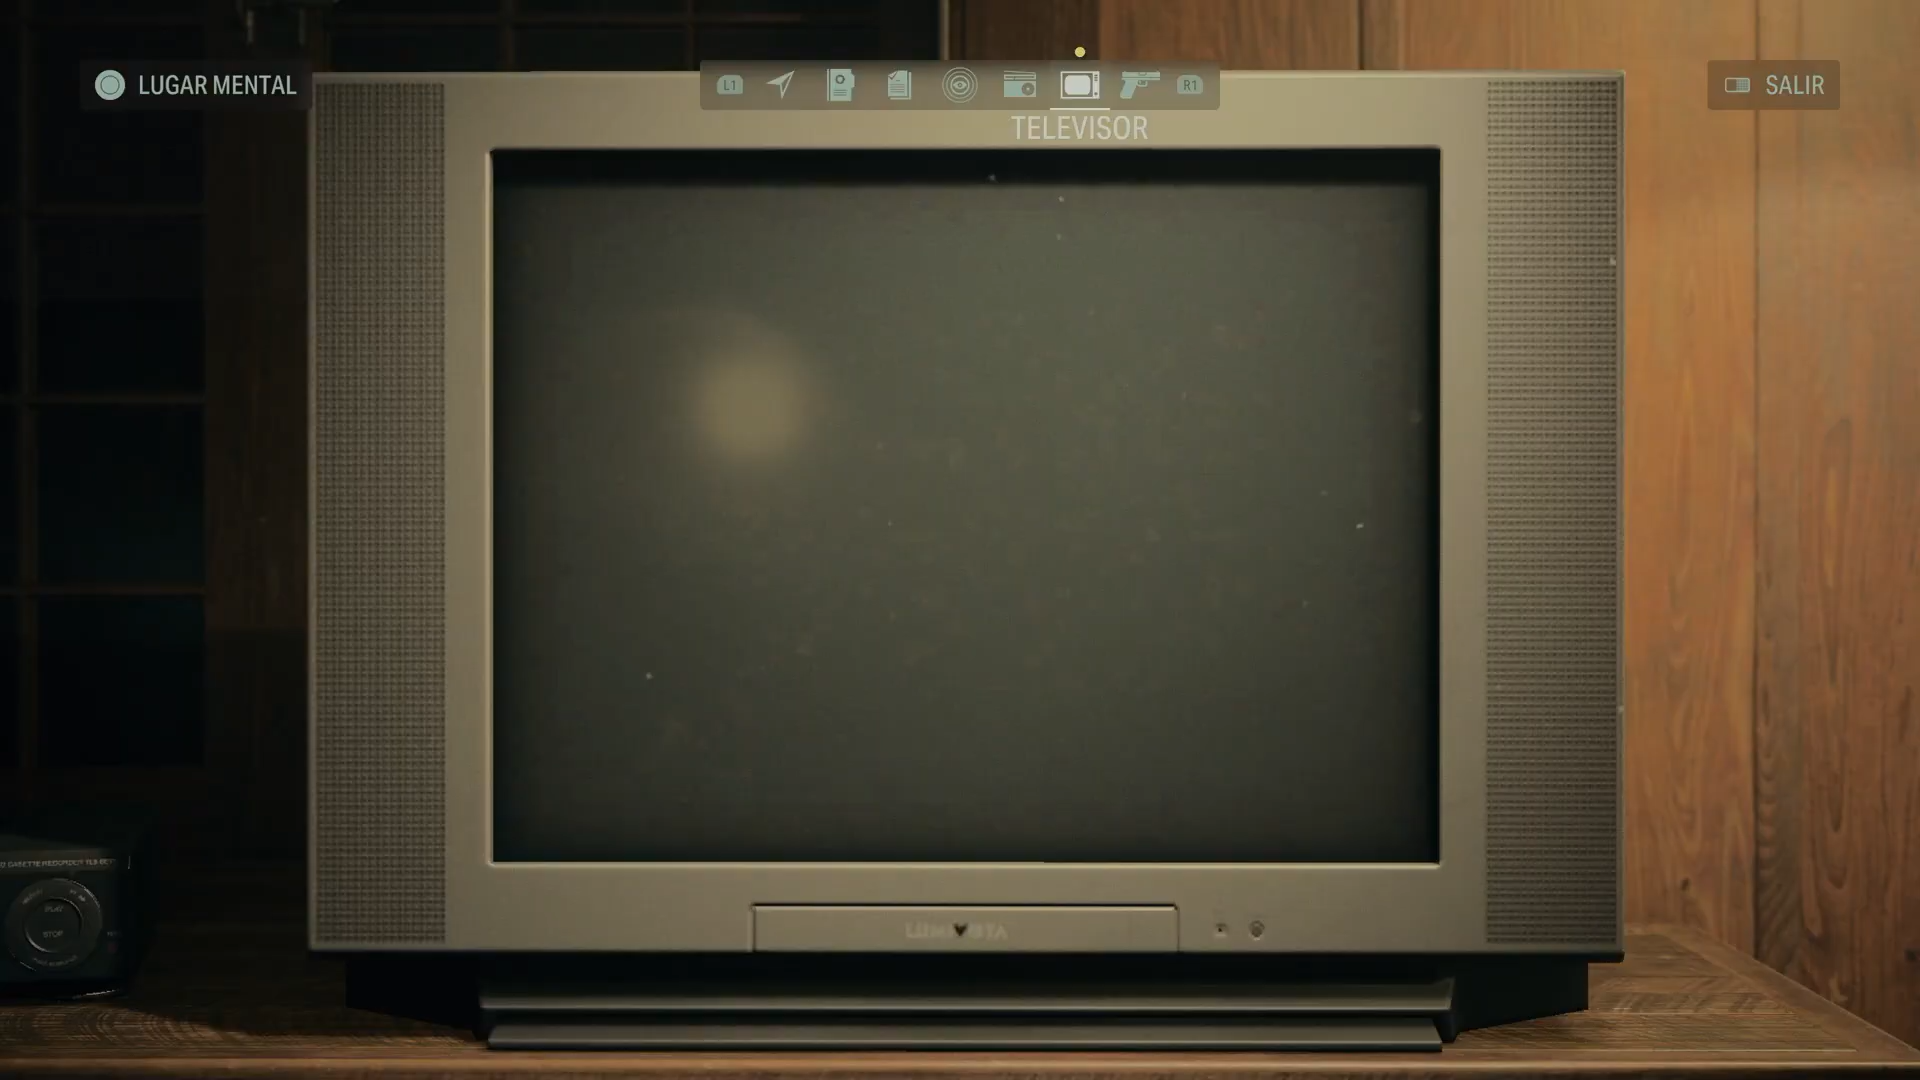 LUGAR MENTAL
L1
R1
SALIR
TELEVISOR
PLAY
STOP